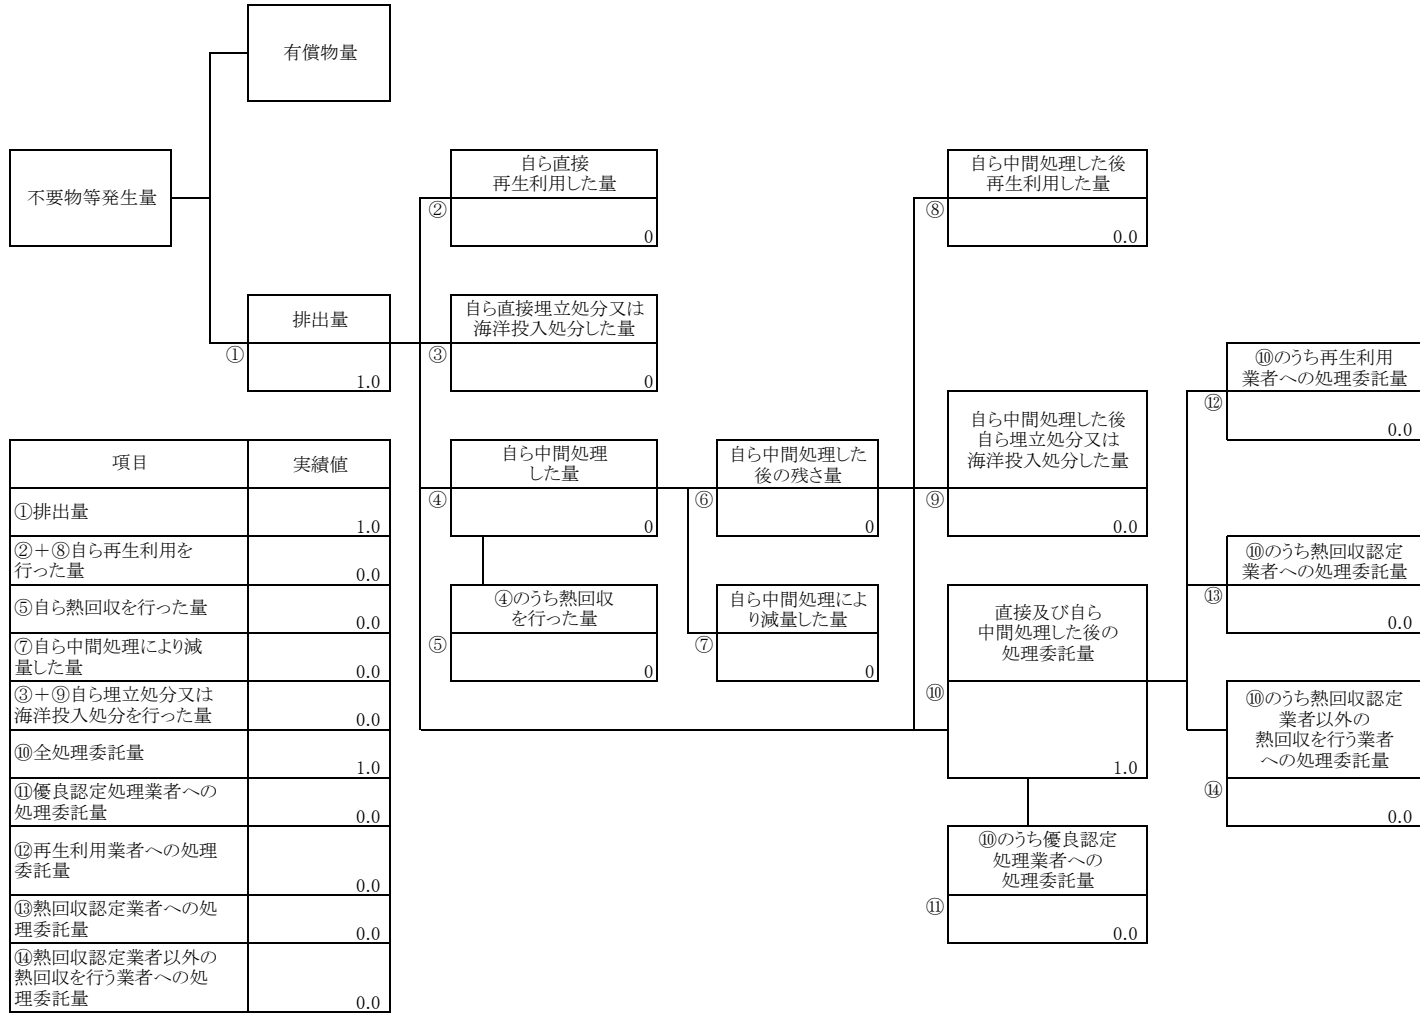 有償物量
不要物等発生量
自ら直接
再生利用した量
②
0
自ら中間処理した後
再生利用した量
⑧
0.0
排出量
①
1.0
自ら直接埋立処分又は
海洋投入処分した量
③
0
⑩のうち再生利用
業者への処理委託量
⑫
0.0
自ら中間処理
した量
④
0
自ら中間処理した
後の残さ量
⑥
0
自ら中間処理した後
自ら埋立処分又は
海洋投入処分した量
⑨
0.0
④のうち熱回収
を行った量
⑤
0
自ら中間処理によ
り減量した量
⑦
0
直接及び自ら
中間処理した後の
処理委託量
⑩
1.0
⑩のうち熱回収認定
業者への処理委託量
⑬
0.0
⑩のうち熱回収認定
業者以外の
熱回収を行う業者
への処理委託量
⑭
0.0
⑩のうち優良認定
処理業者への
処理委託量
⑪
0.0
項目 実績値
①排出量
1.0
②＋⑧自ら再生利用を
行った量
0.0
⑤自ら熱回収を行った量
0.0
⑦自ら中間処理により減
量した量
0.0
③＋⑨自ら埋立処分又は
海洋投入処分を行った量
0.0
⑩全処理委託量
1.0
⑪優良認定処理業者への
処理委託量
0.0
⑫再生利用業者への処理
委託量
0.0
⑬熱回収認定業者への処
理委託量
0.0
⑭熱回収認定業者以外の
熱回収を行う業者への処
理委託量
0.0